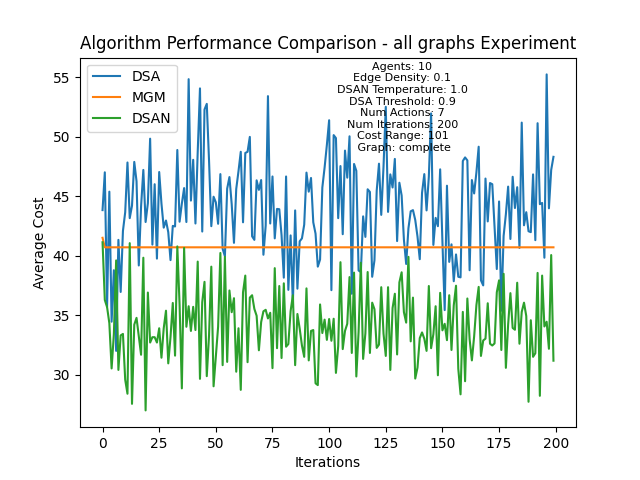 Algorithm Performance Comparison - all graphs Experiment
DSA
MGM
DSAN
Agents: 10
Edge Density: 0.1
DSAN Temperature: 1.0
DSA Threshold: 0.9
Num Actions: 7
Num Iterations: 200
Cost Range: 101
Graph: complete
Average Cost
55
50
45
40
35
30
0 25 50 75 100 125 150 175 200
Iterations